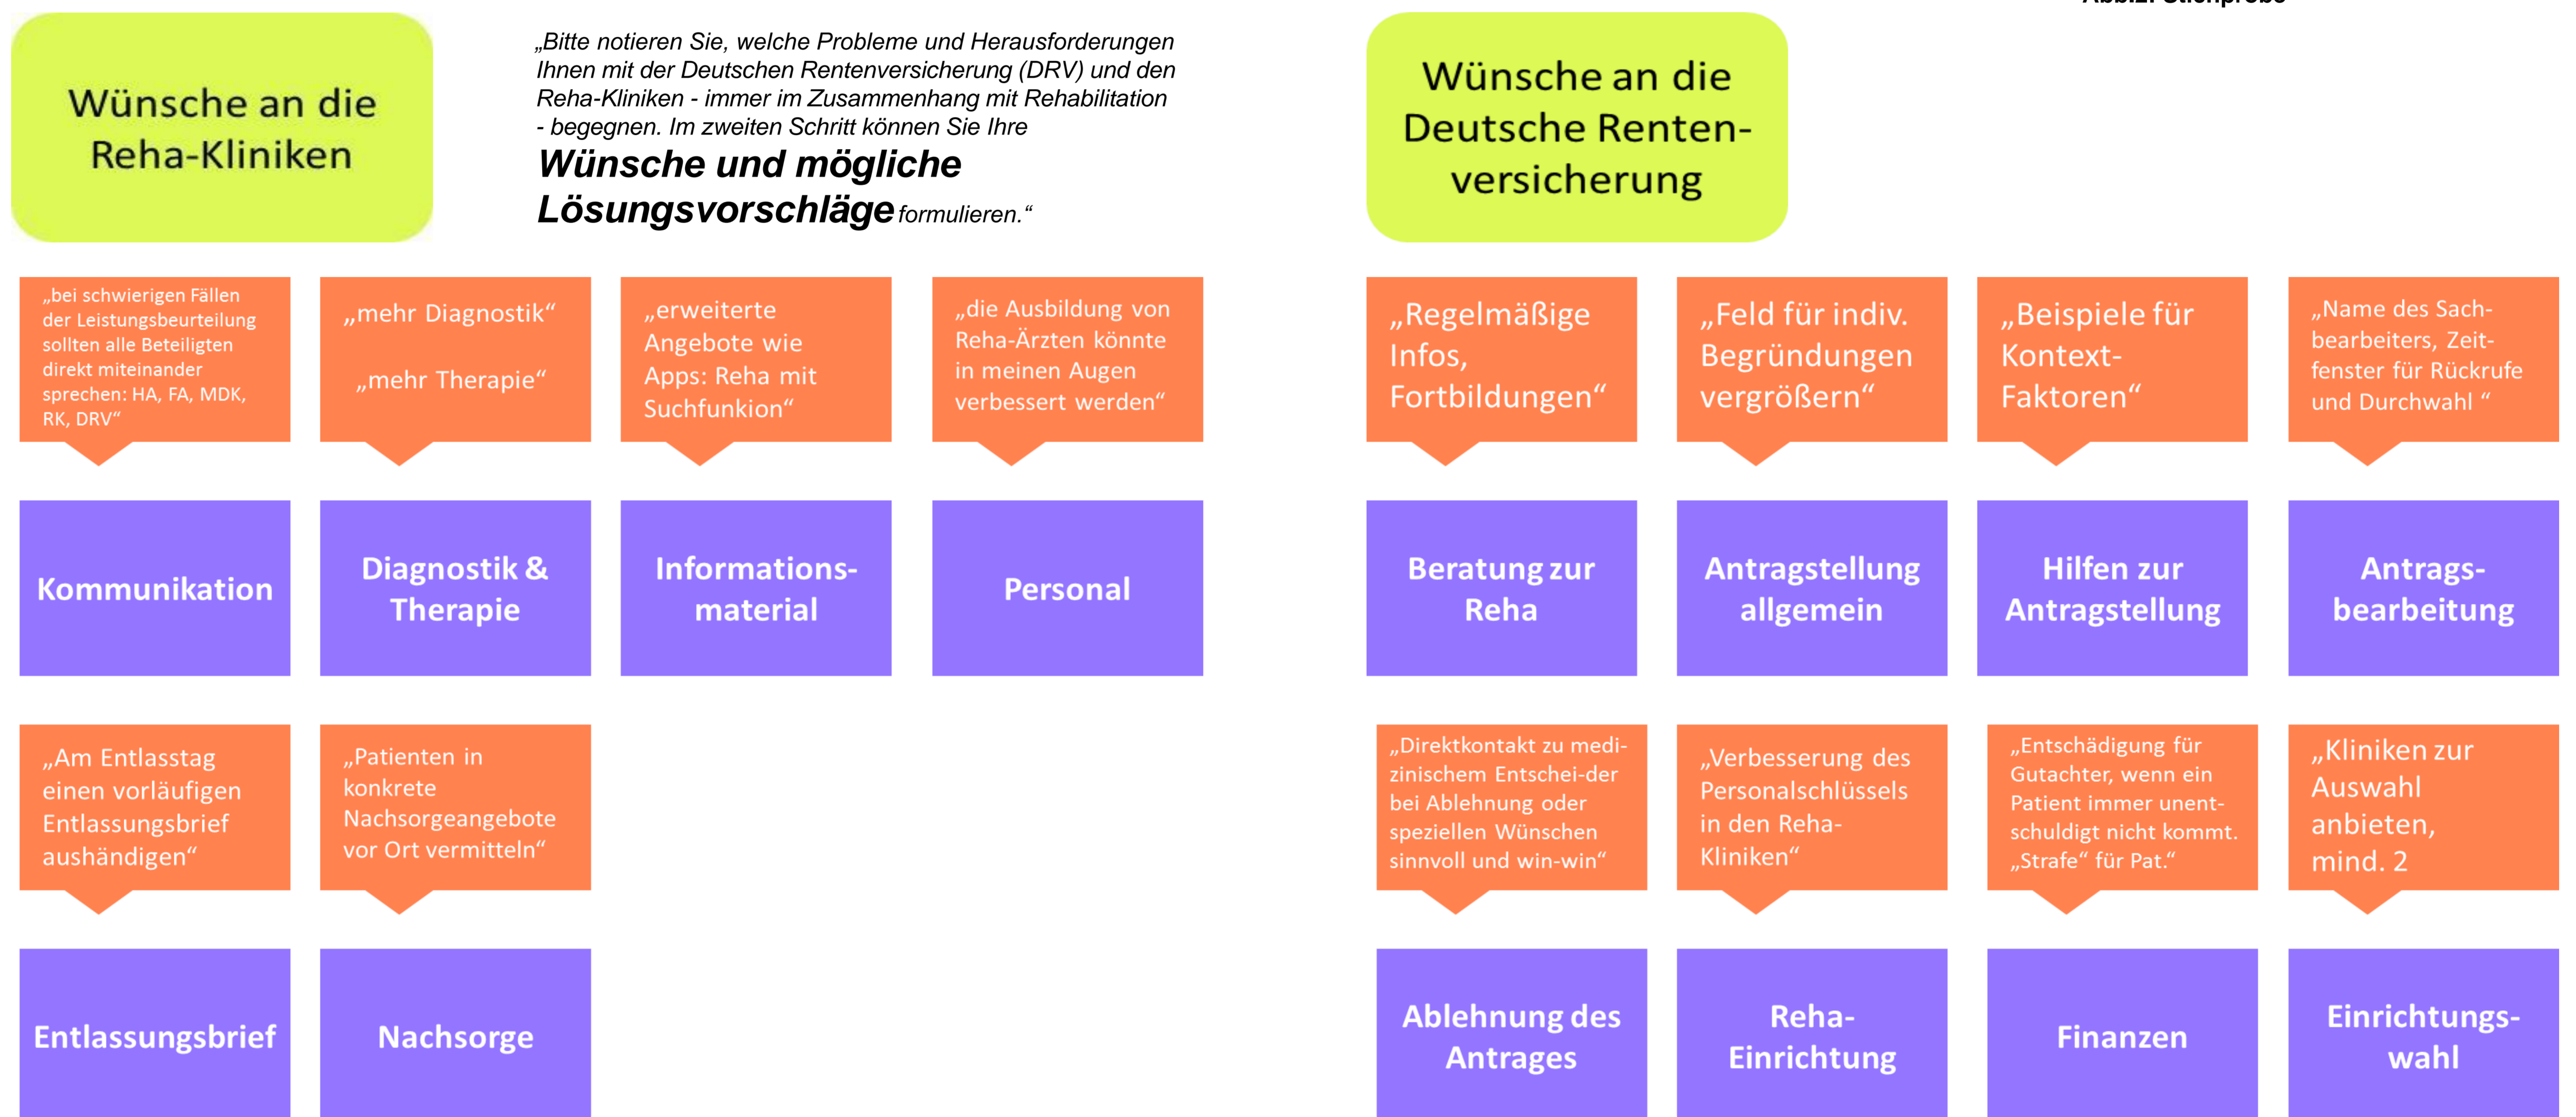 Abb.2: Stichprobe
Wünsche an die
Reha-Kliniken
„Bitte notieren Sie, welche Probleme und Herausforderungen
Ihnen mit der Deutschen Rentenversicherung (DRV) und den
Reha-Kliniken - immer im Zusammenhang mit Rehabilitation
- begegnen. Im zweiten Schritt können Sie Ihre
Wünsche und mögliche
Lösungsvorschläge formulieren.“
„bei schwierigen Fällen
der Leistungsbeurteilung
sollten alle Beteiligten
direkt miteinander
sprechen: HA, FA, MDK,
RK, DRV“
„mehr Diagnostik“
„mehr Therapie“
„erweiterte
Angebote wie
Apps: Reha mit
Suchfunkion“
„die Ausbildung von
Reha-Ärzten könnte
in meinen Augen
verbessert werden“
Kommunikation
Diagnostik &
Therapie
Informations-
material
Personal
„Am Entlasstag
einen vorläufigen
Entlassungsbrief
aushändigen“
„Patienten in
konkrete
Nachsorgeangebote
vor Ort vermitteln“
Entlassungsbrief
Nachsorge
Wünsche an die
Deutsche Renten-
versicherung
„Regelmäßige
Infos,
Fortbildungen“
„Feld für indiv.
Begründungen
vergrößern“
„Beispiele für
Kontext-
Faktoren“
„Name des Sach-
bearbeiters, Zeit-
fenster für Rückrufe
und Durchwahl “
Beratung zur
Reha
Antragstellung
allgemein
Hilfen zur
Antragstellung
Antrags-
bearbeitung
„Direktkontakt zu medi-
zinischem Entschei-der
bei Ablehnung oder
speziellen Wünschen
sinnvoll und win-win“
„Verbesserung des
Personalschlüssels
in den Reha-
Kliniken“
„Entschädigung für
Gutachter, wenn ein
Patient immer unent-
schuldigt nicht kommt.
„Strafe“ für Pat.“
„Kliniken zur
Auswahl
anbieten,
mind. 2
Ablehnung des
Antrages
Reha-
Einrichtung
Finanzen
Einrichtungs-
wahl